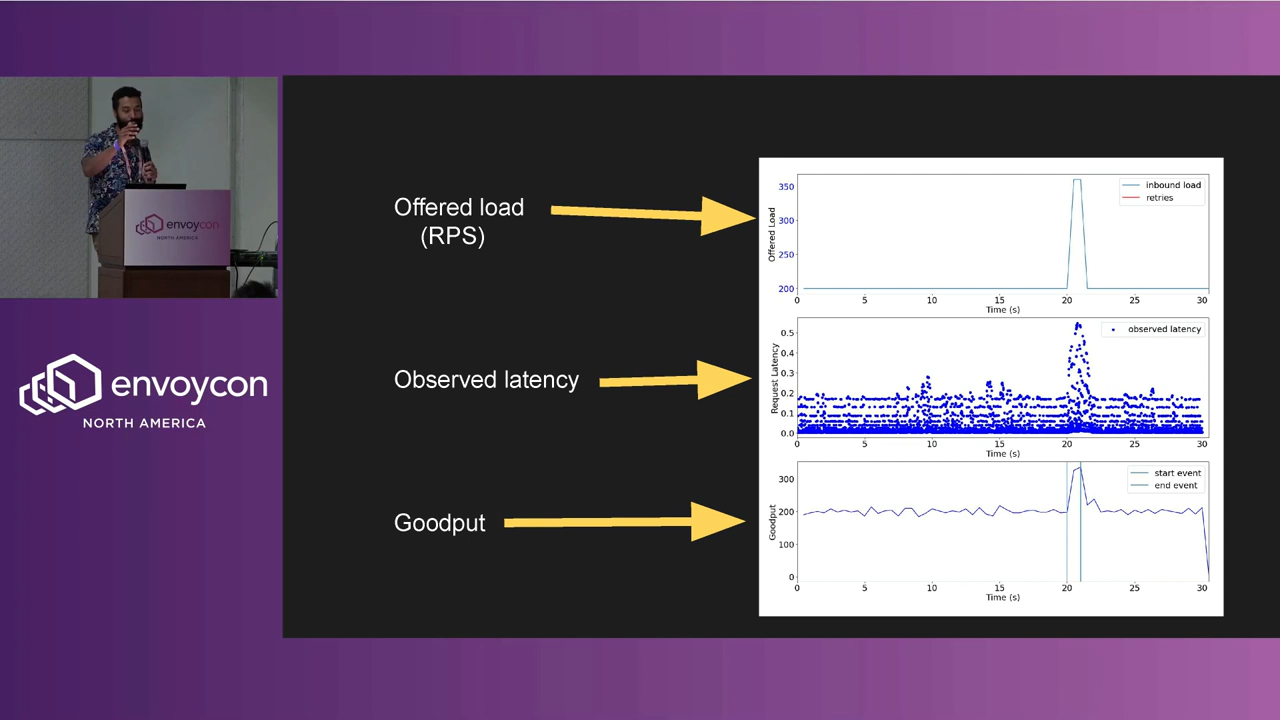 envoycon
NORTH AMERICA
envoycon
NORTH AMERICA
Offered load
(RPS)
Observed latency
Goodput
inbound load
retries
Offered Load
350
300
250
200
0 5 10 15 20 25 30
Time (s)
observed latency
Request Latency
0.5
0.4
0.3
0.2
0.1
0.0
0 5 10 15 20 25 30
Time (s)
start event
end event
Goodput
300
200
100
0
0 5 10 15 20 25 30
Time (s)